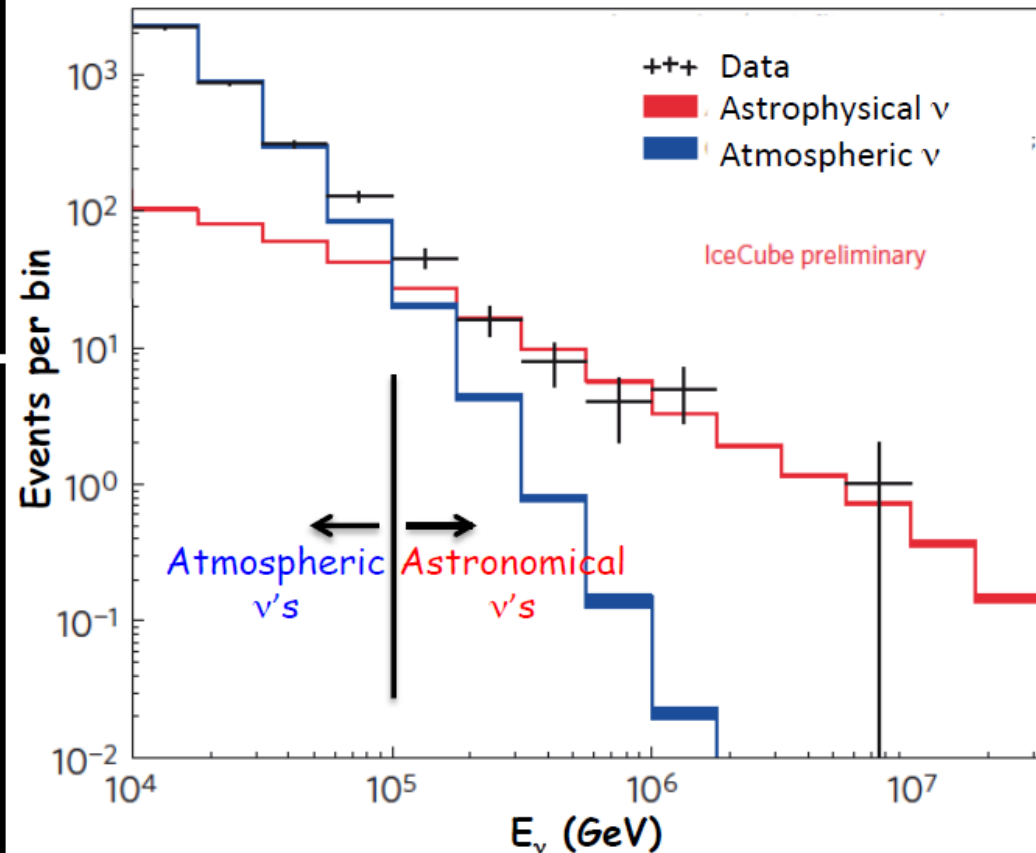 10³
10²
10¹
10⁰
10⁻¹
10⁻²
Events per bin
Data
Astrophysical ν
Atmospheric ν
IceCube preliminary
Atmospheric
ν's
Astronomical
ν's
10⁴
10⁵
10⁶
10⁷
Eᵥ (GeV)